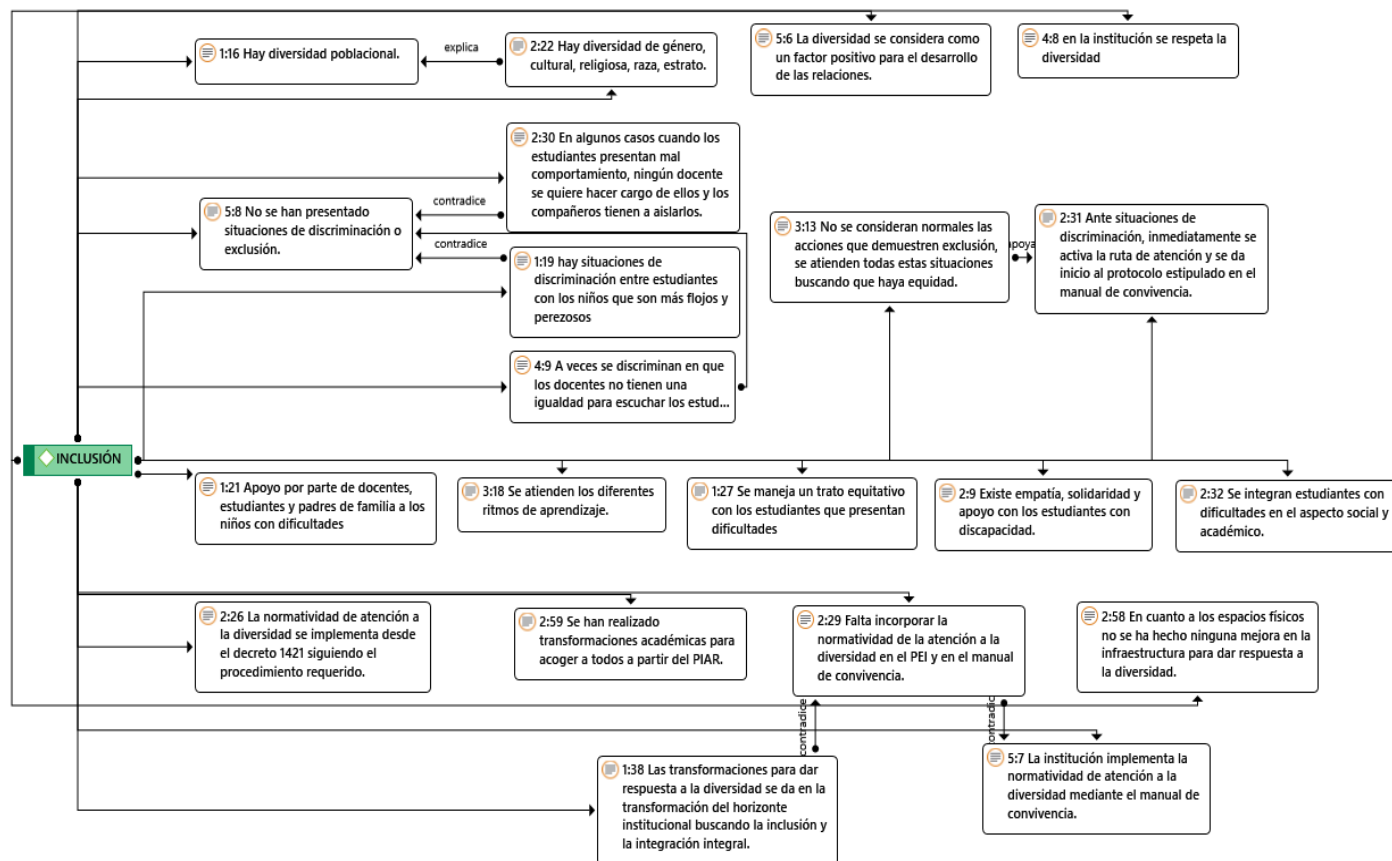 1:16 Hay diversidad poblacional.
explica
2:22 Hay diversidad de género,
cultural, religiosa, raza, estrato.
5:6 La diversidad se considera como
un factor positivo para el desarrollo
de las relaciones.
4:8 en la institución se respeta la
diversidad
2:30 En algunos casos cuando los
estudiantes presentan mal
comportamiento, ningún docente
se quiere hacer cargo de ellos y los
compañeros tienen a aislarlos.
contradice
5:8 No se han presentado
situaciones de discriminación o
exclusión.
contradice
1:19 hay situaciones de
discriminación entre estudiantes
con los niños que son más flojos y
perezosos
3:13 No se consideran normales las
acciones que demuestren exclusión,
se atienden todas estas situaciones
buscando que haya equidad.
apoya
2:31 Ante situaciones de
discriminación, inmediatamente se
activa la ruta de atención y se da
inicio al protocolo estipulado en el
manual de convivencia.
4:9 A veces se discriminan en que
los docentes no tienen una
igualdad para escuchar los estud...
INCLUSIÓN
1:21 Apoyo por parte de docentes,
estudiantes y padres de familia a los
niños con dificultades
3:18 Se atienden los diferentes
ritmos de aprendizaje.
1:27 Se maneja un trato equitativo
con los estudiantes que presentan
dificultades
2:9 Existe empatía, solidaridad y
apoyo con los estudiantes con
discapacidad.
2:32 Se integran estudiantes con
dificultades en el aspecto social y
académico.
2:26 La normatividad de atención a
la diversidad se implementa desde
el decreto 1421 siguiendo el
procedimiento requerido.
2:59 Se han realizado
transformaciones académicas para
acoger a todos a partir del PIAR.
2:29 Falta incorporar la
normatividad de la atención a la
diversidad en el PEI y en el manual
de convivencia.
2:58 En cuanto a los espacios físicos
no se ha hecho ninguna mejora en la
infraestructura para dar respuesta a
la diversidad.
contradice
contradic
1:38 Las transformaciones para dar
respuesta a la diversidad se da en la
transformación del horizonte
institucional buscando la inclusión y
la integración integral.
5:7 La institución implementa la
normatividad de atención a la
diversidad mediante el manual de
convivencia.